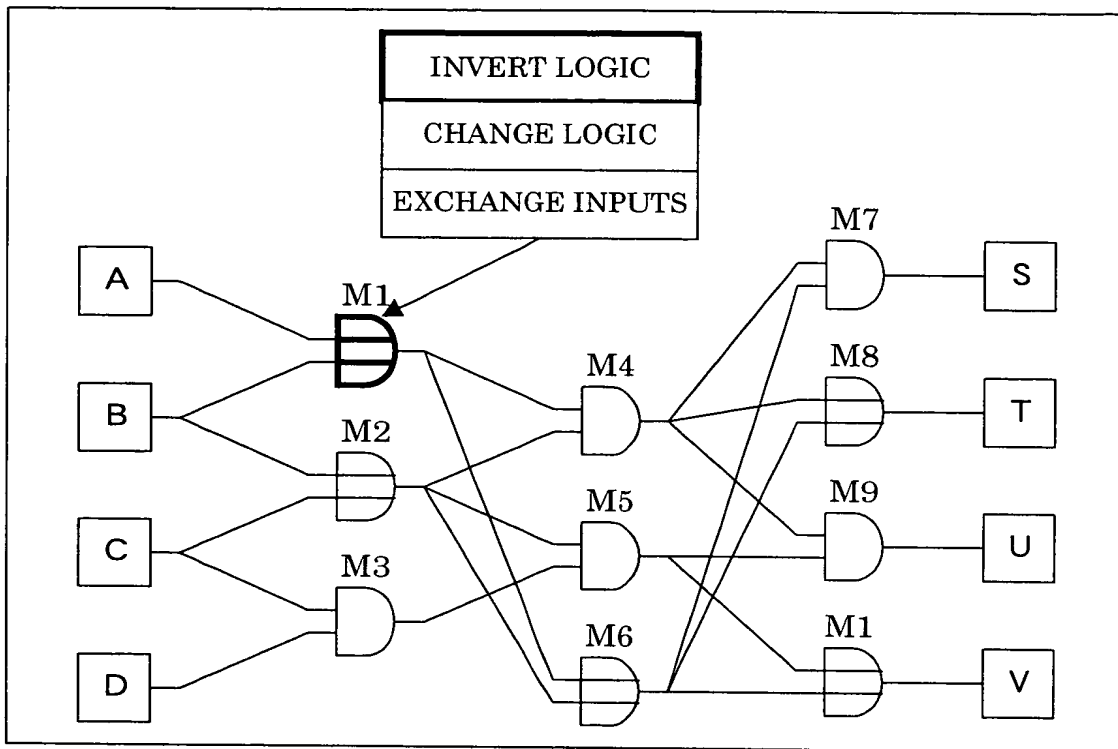 INVERT LOGIC
CHANGE LOGIC
EXCHANGE INPUTS
M7
A
S
M1
M4
M8
B
T
M2
M5
M9
C
U
M3
M6
M1
D
V